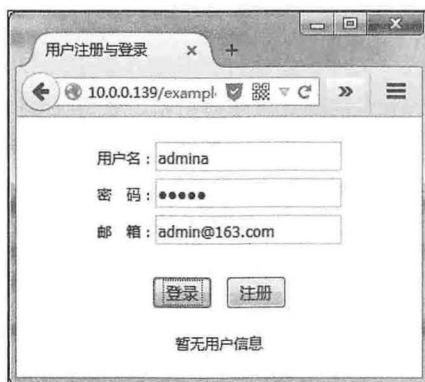 用户注册与登录 × +
10.0.0.139/exampl
用户名：admina
密 码：●●●●●
邮 箱：admin@163.com
登录 注册
暂无用户信息